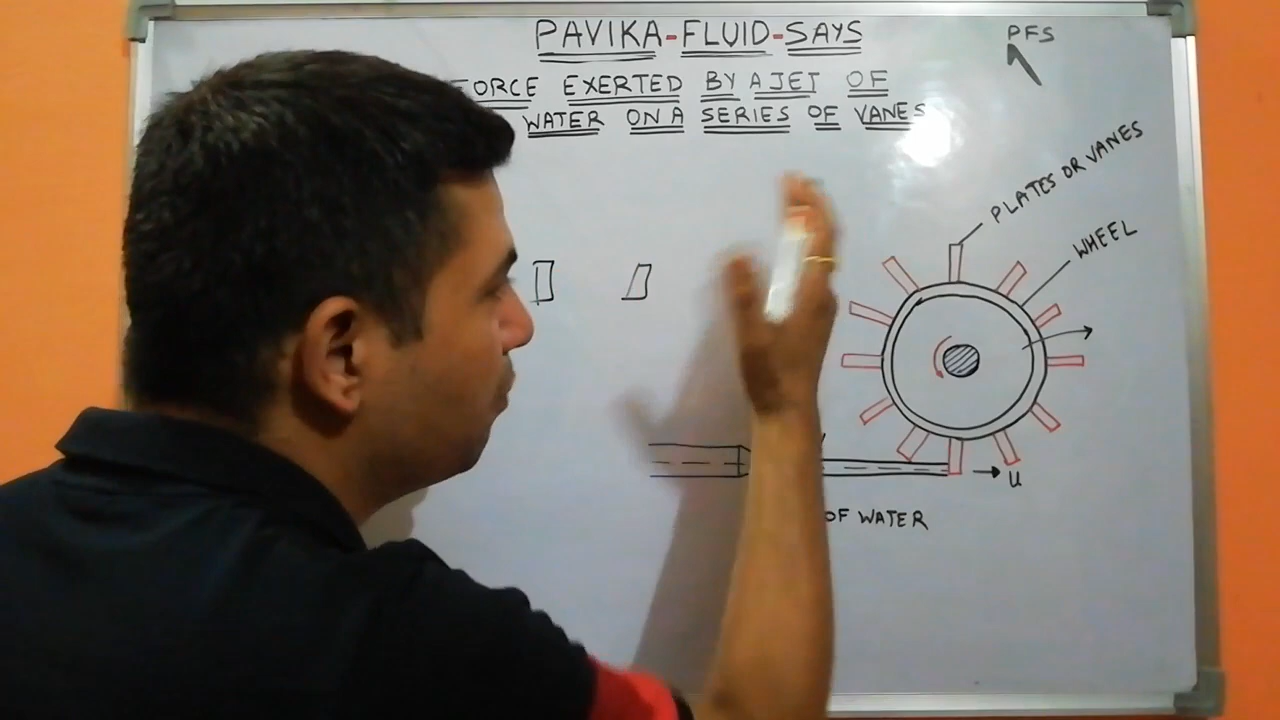 PAVIKA-FLUID-SAYS
PFS
FORCE EXERTED BY A JET OF
WATER ON A SERIES OF VANES
PLATES OR VANES
WHEEL
u
OF WATER